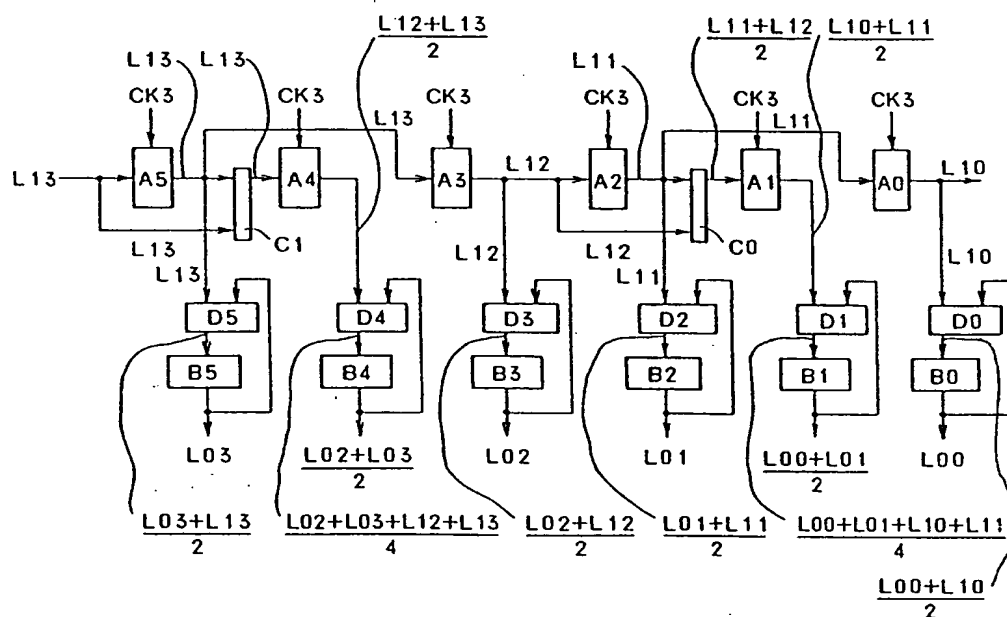 L12+L13
2
L11+L12
2
L10+L11
2
L13
L13
L11
CK3
CK3
CK3
CK3
CK3
CK3
L13
L11
L13
A5
A4
A3
L12
A2
A1
A0
L10
L13
C1
L13
L12
L12
C0
L11
L10
D5
D4
D3
D2
D1
D0
B5
B4
B3
B2
B1
B0
L03
L02+L03
2
L02
L01
L00+L01
2
L00
L03+L13
2
L02+L03+L12+L13
4
L02+L12
2
L01+L11
2
L00+L01+L10+L11
4
L00+L10
2